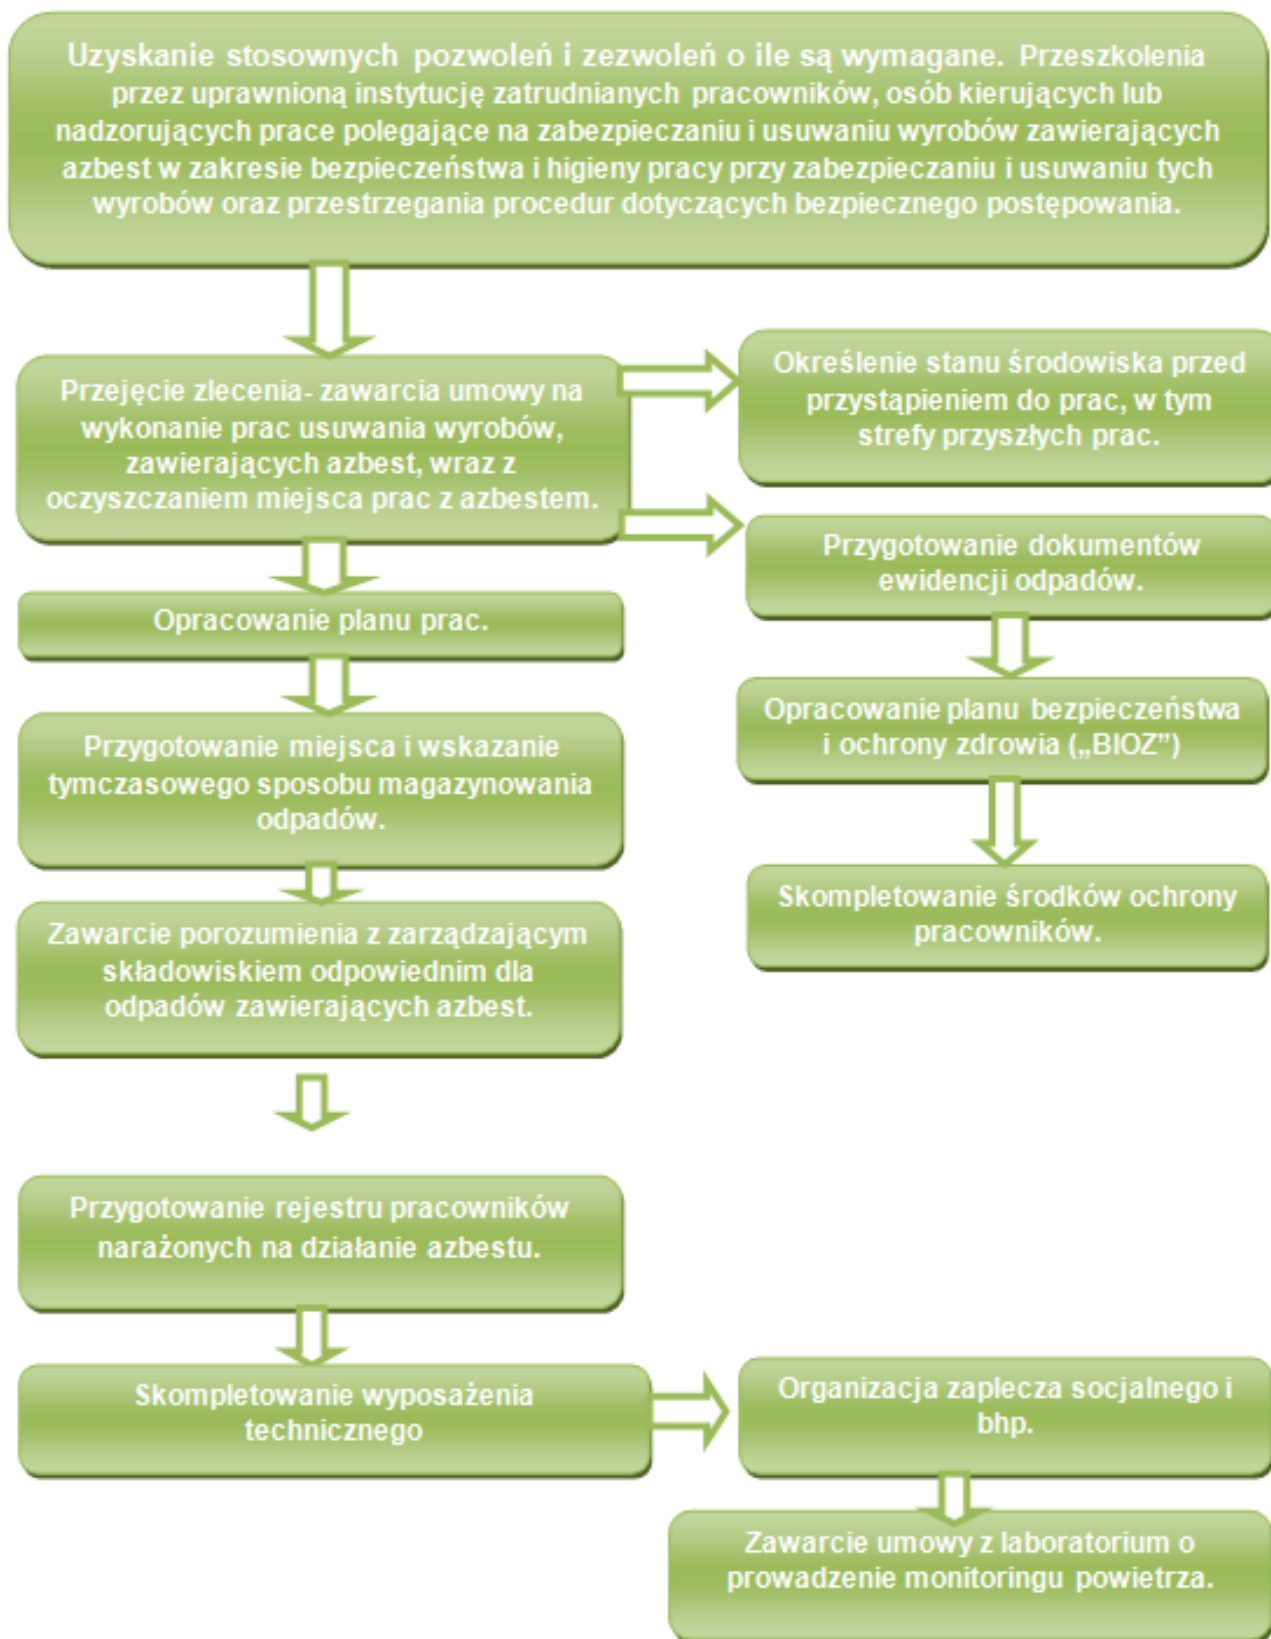 Uzyskanie stosownych pozwoleń i zezwoleń o ile są wymagane. Przeszkolenia
przez uprawnioną instytucję zatrudnianych pracowników, osób kierujących lub
nadzorujących prace polegające na zabezpieczaniu i usuwaniu wyrobów zawierających
azbest w zakresie bezpieczeństwa i higieny pracy przy zabezpieczaniu i usuwaniu tych
wyrobów oraz przestrzegania procedur dotyczących bezpiecznego postępowania.
Przejęcie zlecenia- zawarcia umowy na
wykonanie prac usuwania wyrobów,
zawierających azbest, wraz z
oczyszczaniem miejsca prac z azbestem.
Określenie stanu środowiska przed
przystąpieniem do prac, w tym
strefy przyszłych prac.
Przygotowanie dokumentów
ewidencji odpadów.
Opracowanie planu prac.
Opracowanie planu bezpieczeństwa
i ochrony zdrowia („BIOZ”)
Przygotowanie miejsca i wskazanie
tymczasowego sposobu magazynowania
odpadów.
Skompletowanie środków ochrony
pracowników.
Zawarcie porozumienia z zarządzającym
składowiskiem odpowiednim dla
odpadów zawierających azbest.
Przygotowanie rejestru pracowników
narażonych na działanie azbestu.
Skompletowanie wyposażenia
technicznego
Organizacja zaplecza socjalnego i
bhp.
Zawarcie umowy z laboratorium o
prowadzenie monitoringu powietrza.